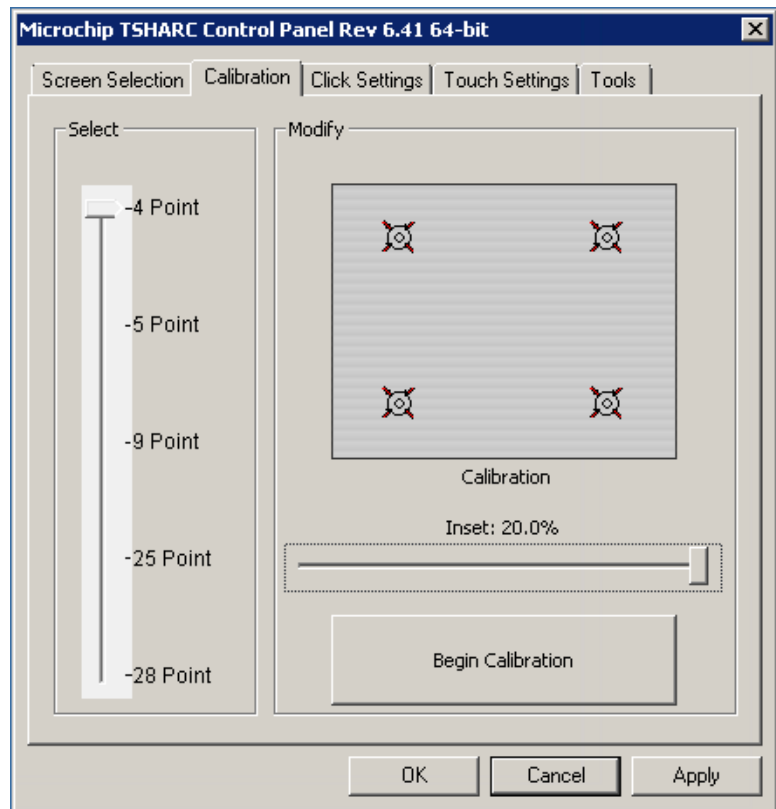 Microchip TSHARC Control Panel Rev 6.41 64-bit
Screen Selection Calibration Click Settings Touch Settings Tools
Select
-4 Point
-5 Point
-9 Point
-25 Point
-28 Point
Modify
Calibration
Inset: 20.0%
Begin Calibration
OK Cancel Apply